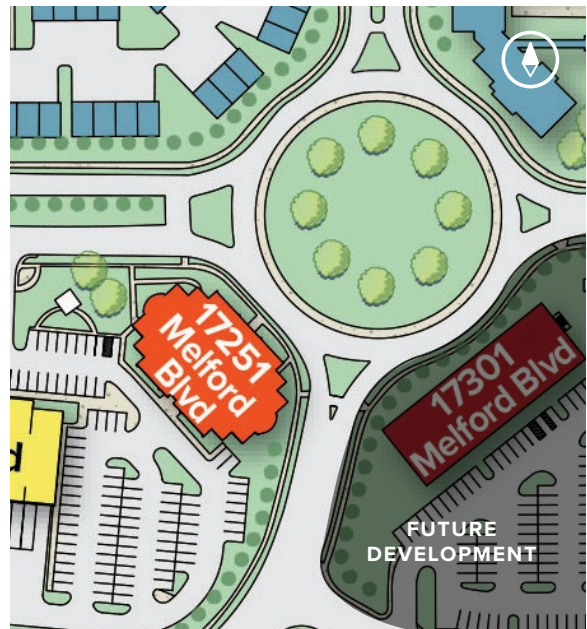 17251
Melford
Blvd
17301
Melford Blvd
d
FUTURE
DEVELOPMENT